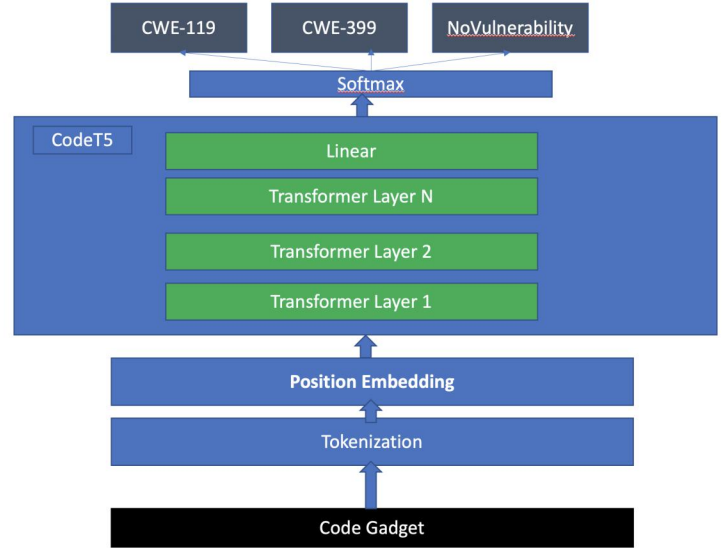 CWE-119
CWE-399
NoVulnerability
Softmax
CodeT5
Linear
Transformer Layer N
Transformer Layer 2
Transformer Layer 1
Position Embedding
Tokenization
Code Gadget